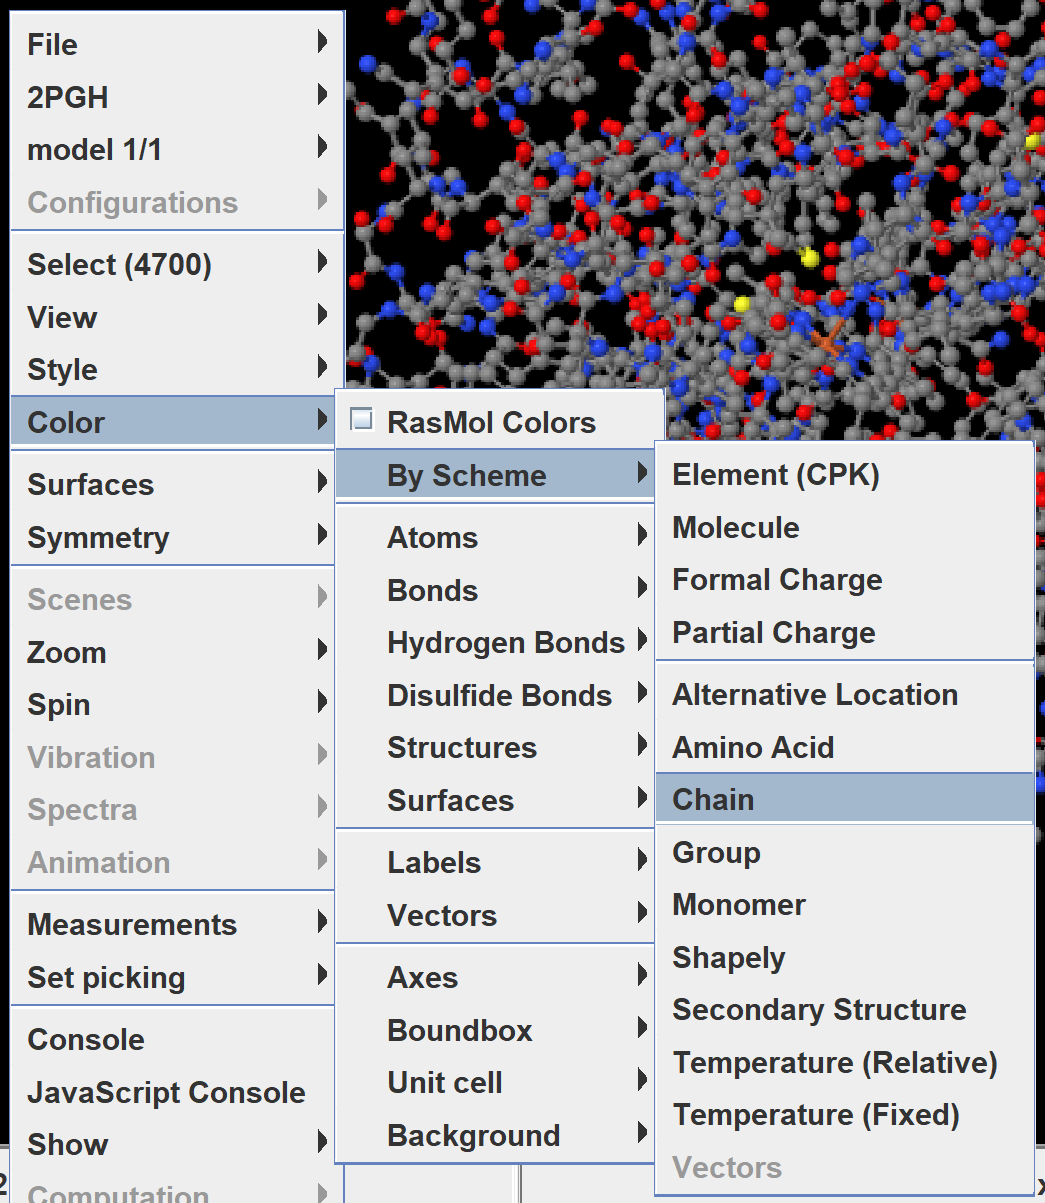 File
2PGH
model 1/1
Configurations
Select (4700)
View
Style
Color
Surfaces
Symmetry
Scenes
Zoom
Spin
Vibration
Spectra
Animation
Measurements
Set picking
Console
JavaScript Console
Show
Computation
RasMol Colors
By Scheme
Atoms
Bonds
Hydrogen Bonds
Disulfide Bonds
Structures
Surfaces
Labels
Vectors
Axes
Boundbox
Unit cell
Background
Element (CPK)
Molecule
Formal Charge
Partial Charge
Alternative Location
Amino Acid
Chain
Group
Monomer
Shapely
Secondary Structure
Temperature (Relative)
Temperature (Fixed)
Vectors